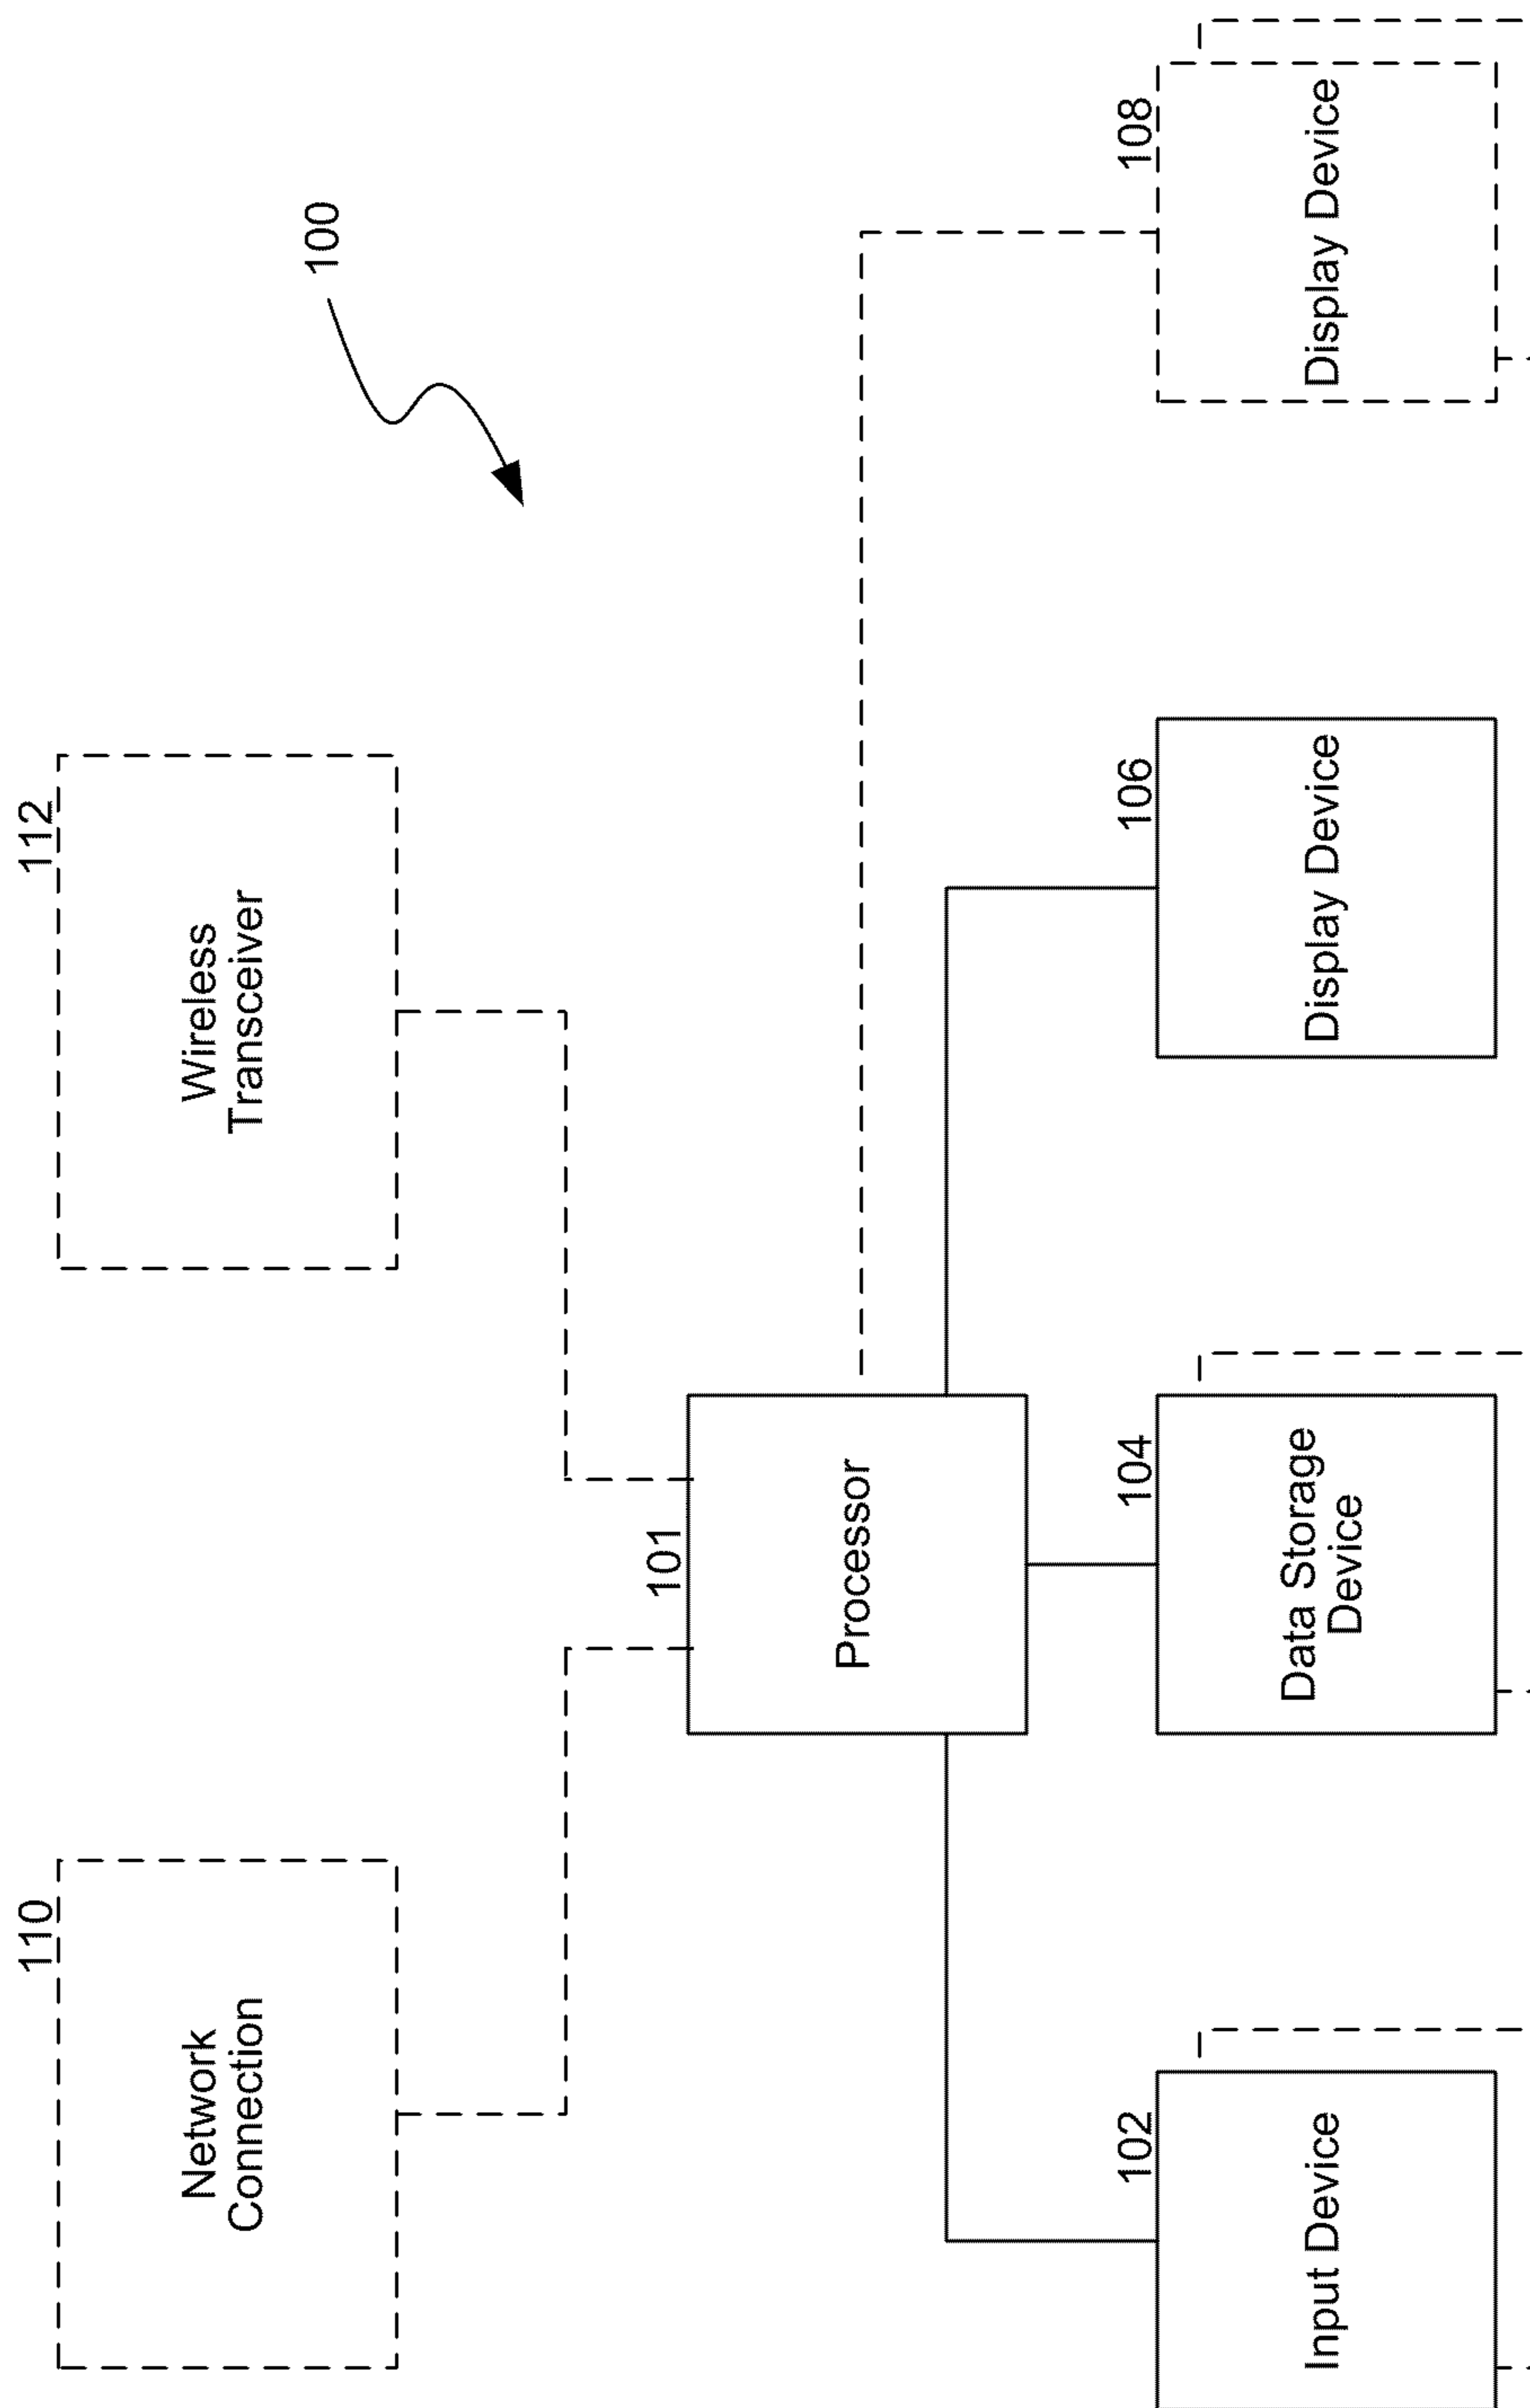 110
Network
Connection
112
Wireless
Transceiver
100
101
Processor
102
Input Device
104
Data Storage
Device
106
Display Device
108
Display Device